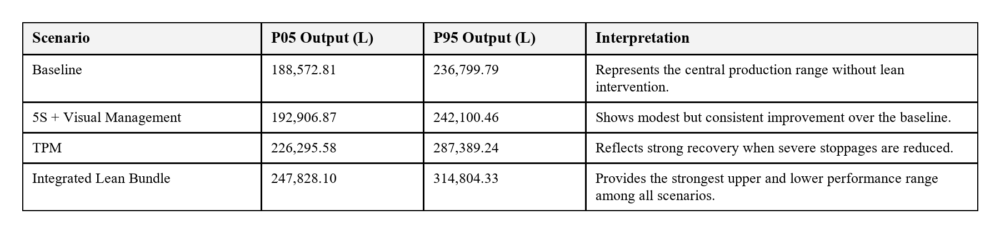 Scenario P05 Output (L) P95 Output (L) Interpretation
Baseline 188,572.81 236,799.79 Represents the central production range without lean
intervention.
5S + Visual Management 192,906.87 242,100.46 Shows modest but consistent improvement over the baseline.
TPM 226,295.58 287,389.24 Reflects strong recovery when severe stoppages are reduced.
Integrated Lean Bundle 247,828.10 314,804.33 Provides the strongest upper and lower performance range
among all scenarios.